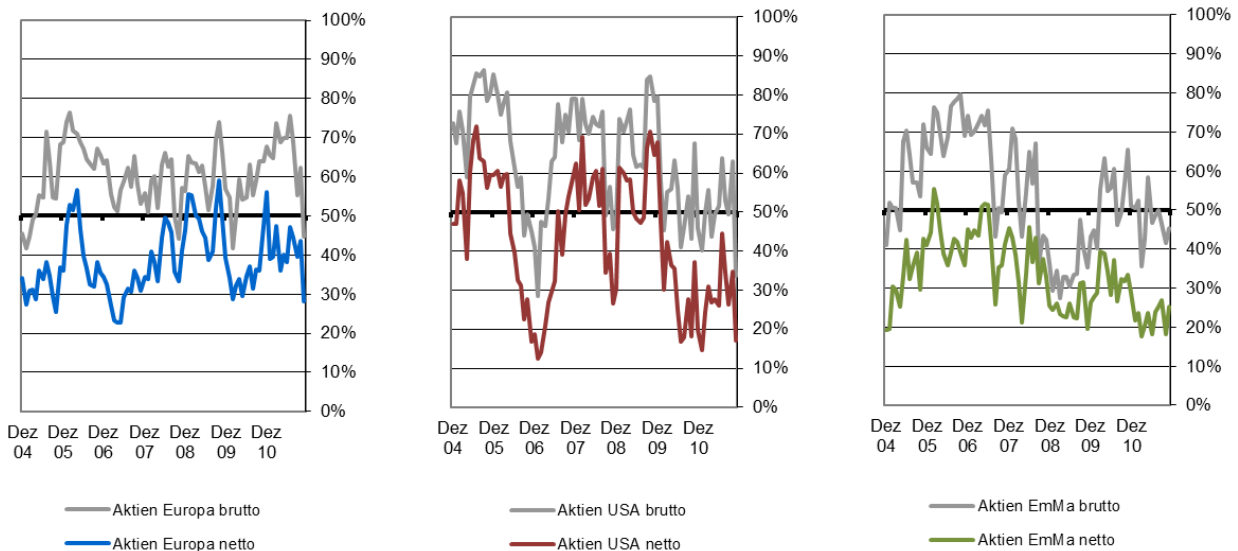 100%
90%
80%
70%
60%
50%
40%
30%
20%
10%
0%
Dez 04
Dez 05
Dez 06
Dez 07
Dez 08
Dez 09
Dez 10
Aktien Europa brutto
Aktien Europa netto
100%
90%
80%
70%
60%
50%
40%
30%
20%
10%
0%
Dez 04
Dez 05
Dez 06
Dez 07
Dez 08
Dez 09
Dez 10
Aktien USA brutto
Aktien USA netto
100%
90%
80%
70%
60%
50%
40%
30%
20%
10%
0%
Dez 04
Dez 05
Dez 06
Dez 07
Dez 08
Dez 09
Dez 10
Aktien EmMa brutto
Aktien EmMa netto